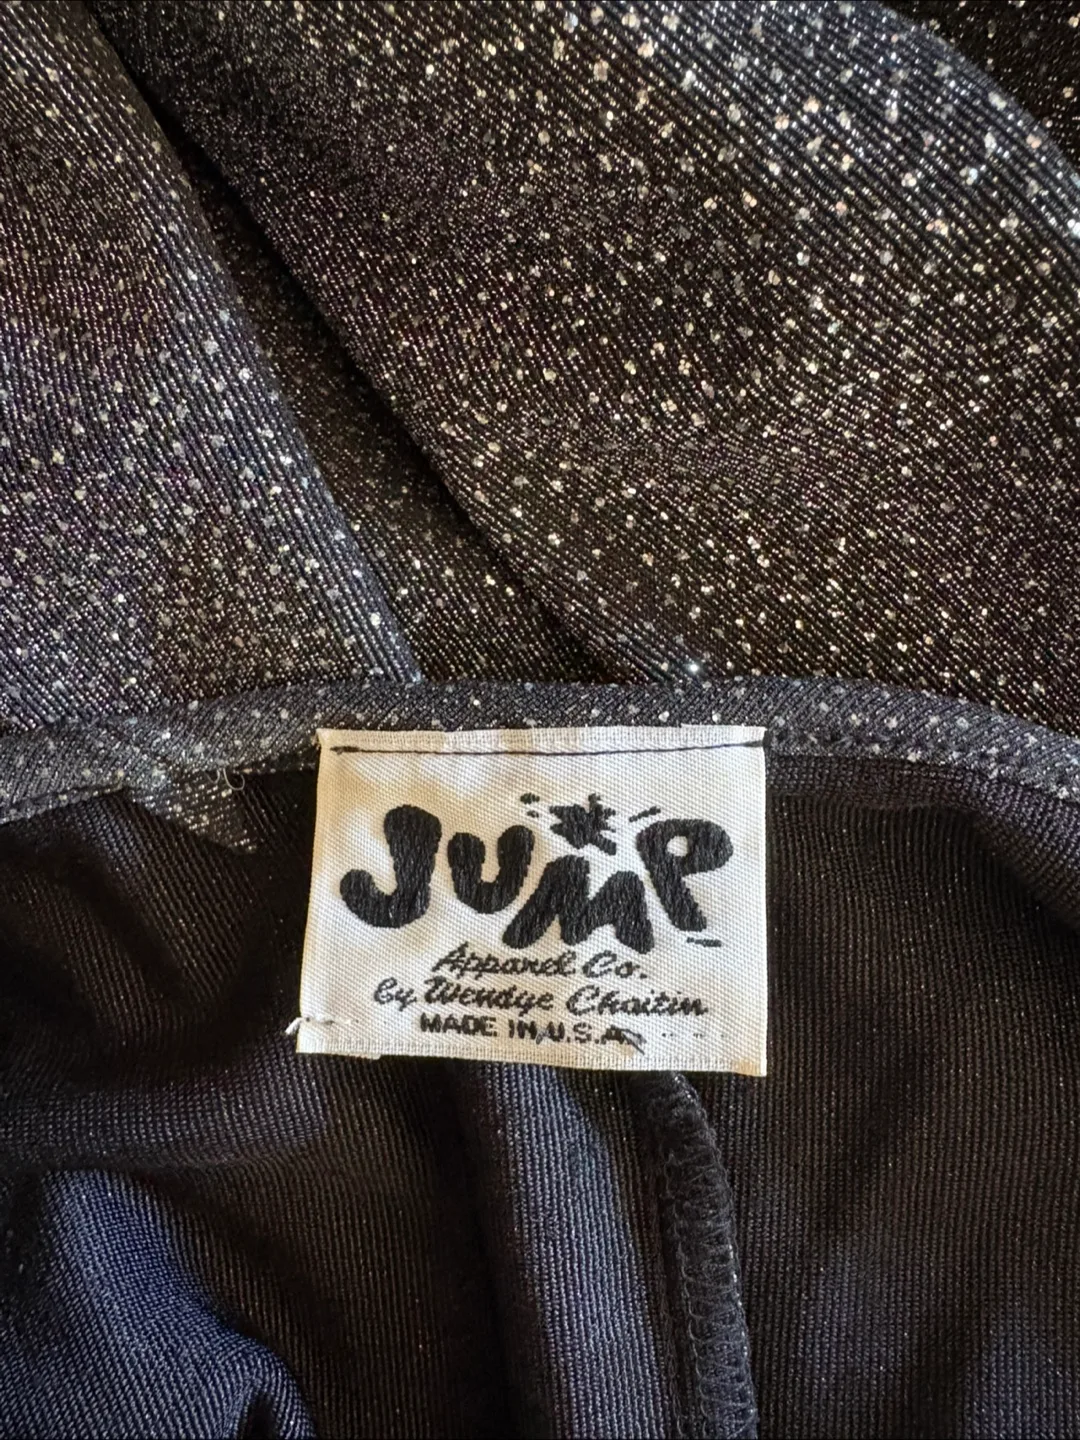 JUMP
Apparel Co.
by Wendye Chaitin
MADE IN U.S.A.